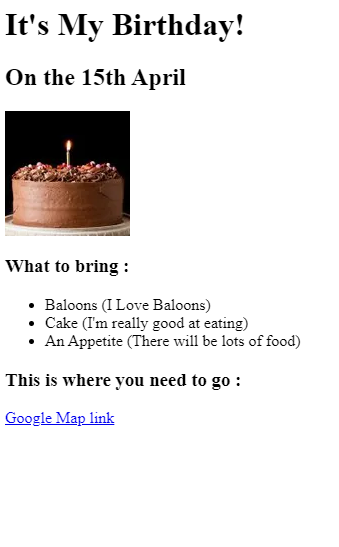 It's My Birthday!
On the 15th April
What to bring :
Baloons (I Love Baloons)
Cake (I'm really good at eating)
An Appetite (There will be lots of food)
This is where you need to go :
Google Map link